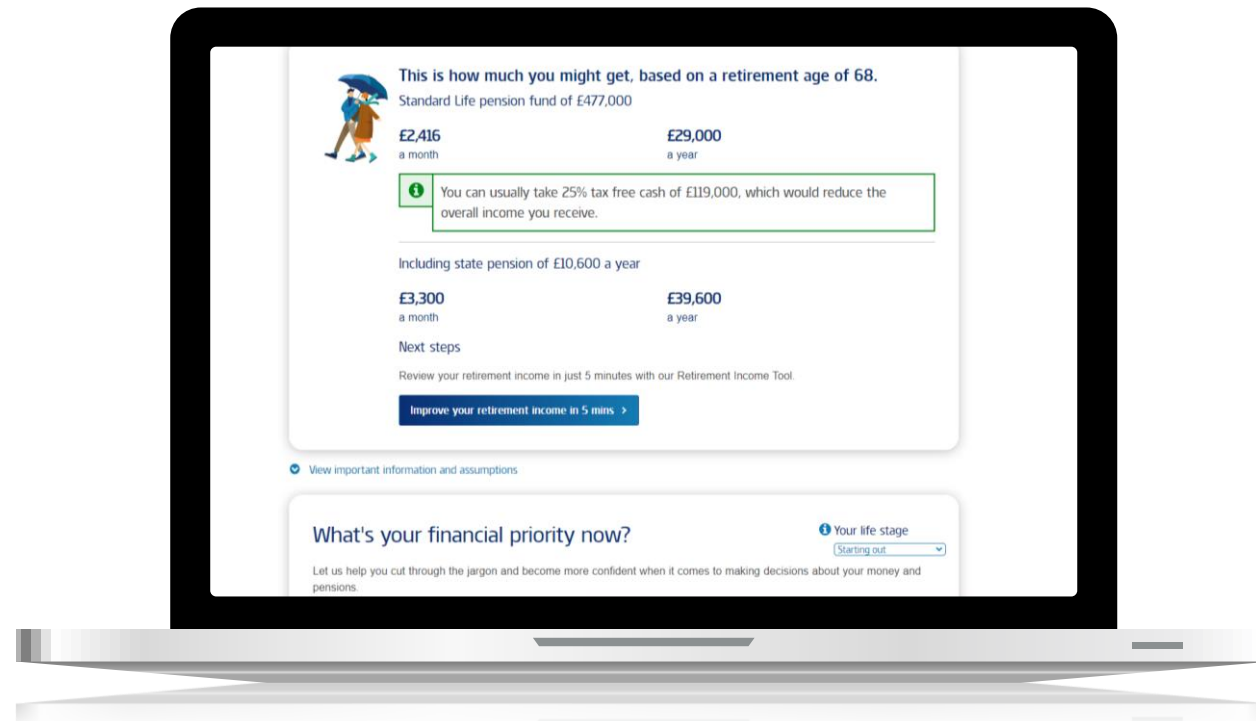 This is how much you might get, based on a retirement age of 68.
Standard Life pension fund of £477,000
£2,416
a month
£29,000
a year
You can usually take 25% tax free cash of £119,000, which would reduce the
overall income you receive.
Including state pension of £10,600 a year
£3,300
a month
£39,600
a year
Next steps
Review your retirement income in just 5 minutes with our Retirement Income Tool.
Improve your retirement income in 5 mins >
View important information and assumptions
What's your financial priority now?
Your life stage
Starting out
Let us help you cut through the jargon and become more confident when it comes to making decisions about your money and
pensions.